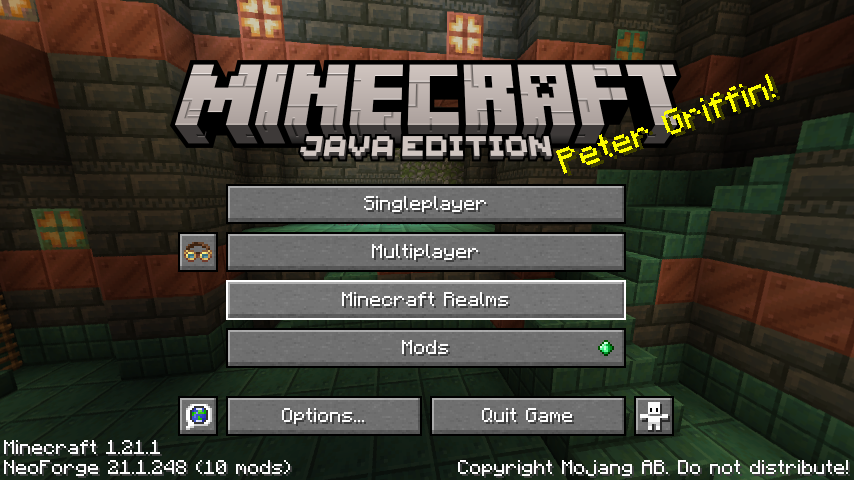 MINECRAFT
JAVA EDITION
Peter Griffin!
Singleplayer
Multiplayer
Minecraft Realms
Mods
Options...
Quit Game
Minecraft 1.21.1
NeoForge 21.1.248 (10 mods)
Copyright Mojang AB. Do not distribute!